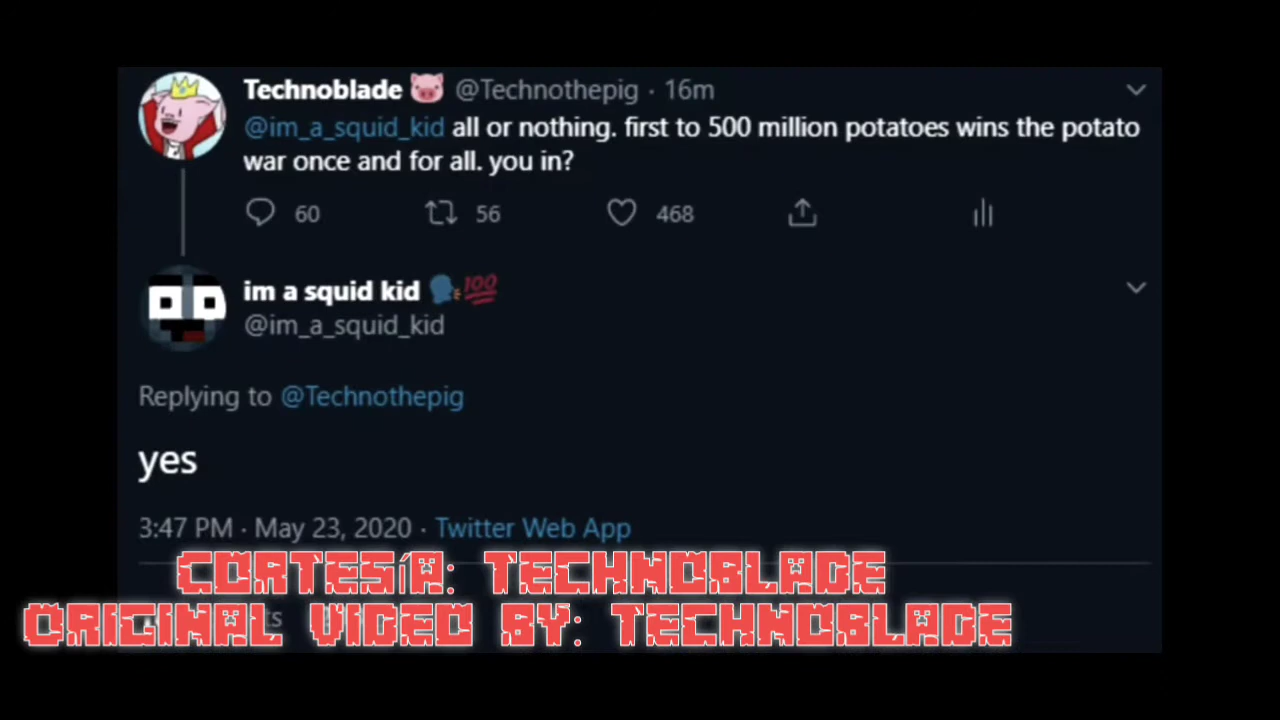 Technoblade 🐷 @Technothepig · 16m
@im_a_squid_kid all or nothing. first to 500 million potatoes wins the potato
war once and for all. you in?
60 56 468
im a squid kid 🗣💯
@im_a_squid_kid
Replying to @Technothepig
yes
3:47 PM · May 23, 2020 · Twitter Web App
CORTESíA: TECHNOBLADE
ORIGINAL VIDEO BY: TECHNOBLADE